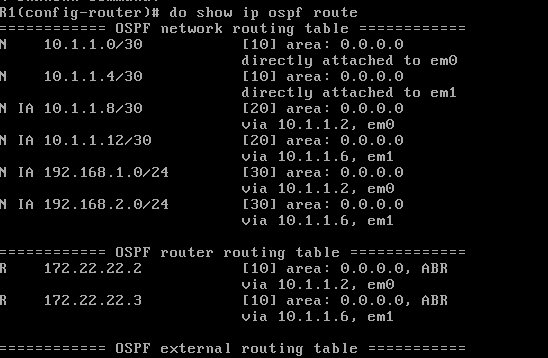 R1(config-router)# do show ip ospf route
============ OSPF network routing table ============
N    10.1.1.0/30           [10] area: 0.0.0.0
                           directly attached to em0
N    10.1.1.4/30           [10] area: 0.0.0.0
                           directly attached to em1
N IA 10.1.1.8/30           [20] area: 0.0.0.0
                           via 10.1.1.2, em0
N IA 10.1.1.12/30          [20] area: 0.0.0.0
                           via 10.1.1.6, em1
N IA 192.168.1.0/24        [30] area: 0.0.0.0
                           via 10.1.1.2, em0
N IA 192.168.2.0/24        [30] area: 0.0.0.0
                           via 10.1.1.6, em1
============ OSPF router routing table =============
R    172.22.22.2           [10] area: 0.0.0.0, ABR
                           via 10.1.1.2, em0
R    172.22.22.3           [10] area: 0.0.0.0, ABR
                           via 10.1.1.6, em1
============ OSPF external routing table ===========